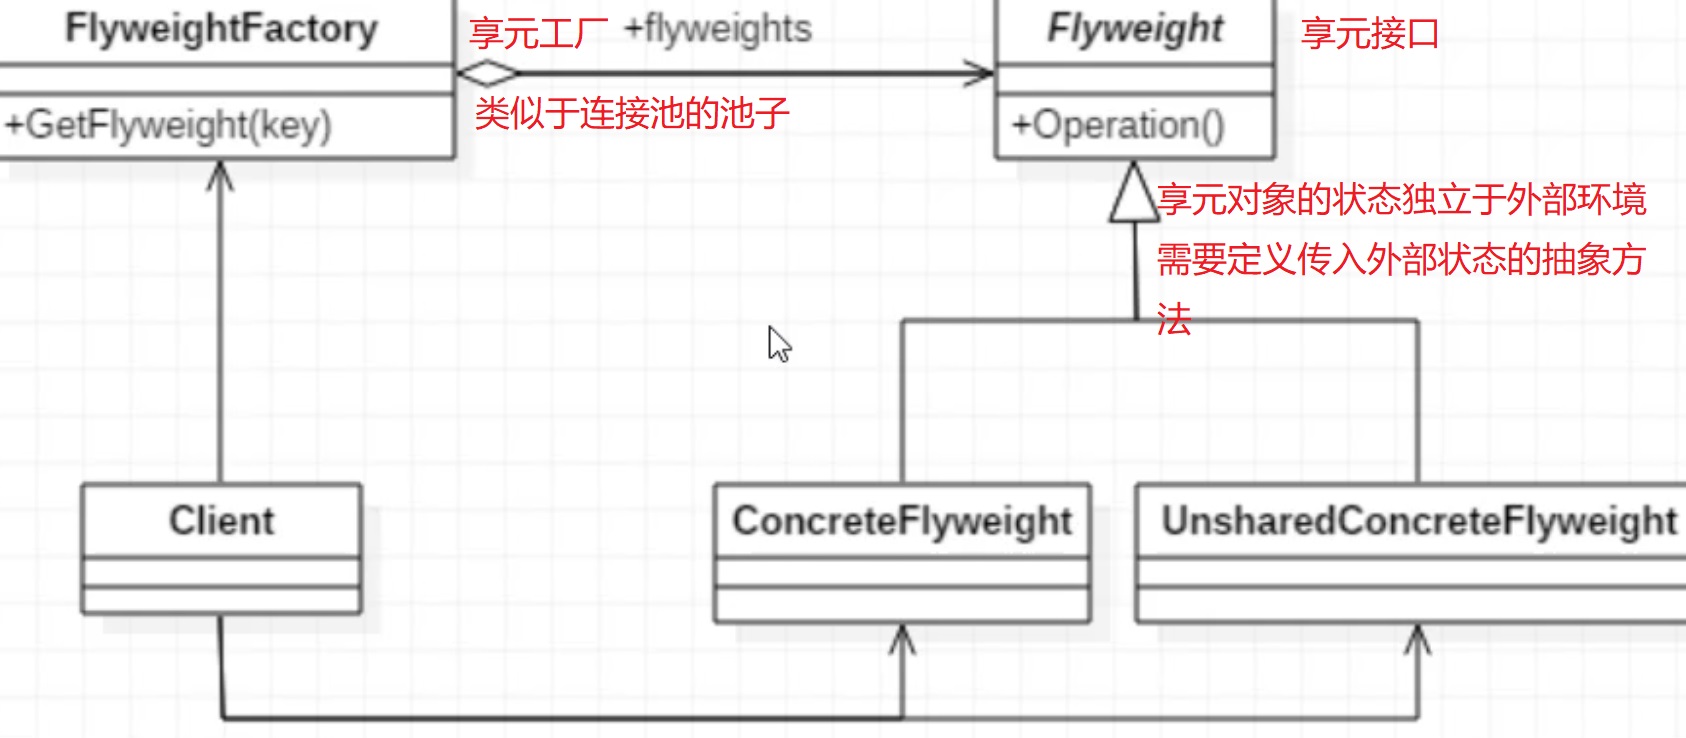 FlyweightFactory
享元工厂
+flyweights
Flyweight
享元接口
+GetFlyweight(key)
类似于连接池的池子
+Operation()
享元对象的状态独立于外部环境
需要定义传入外部状态的抽象方
法
Client
ConcreteFlyweight
UnsharedConcreteFlyweight